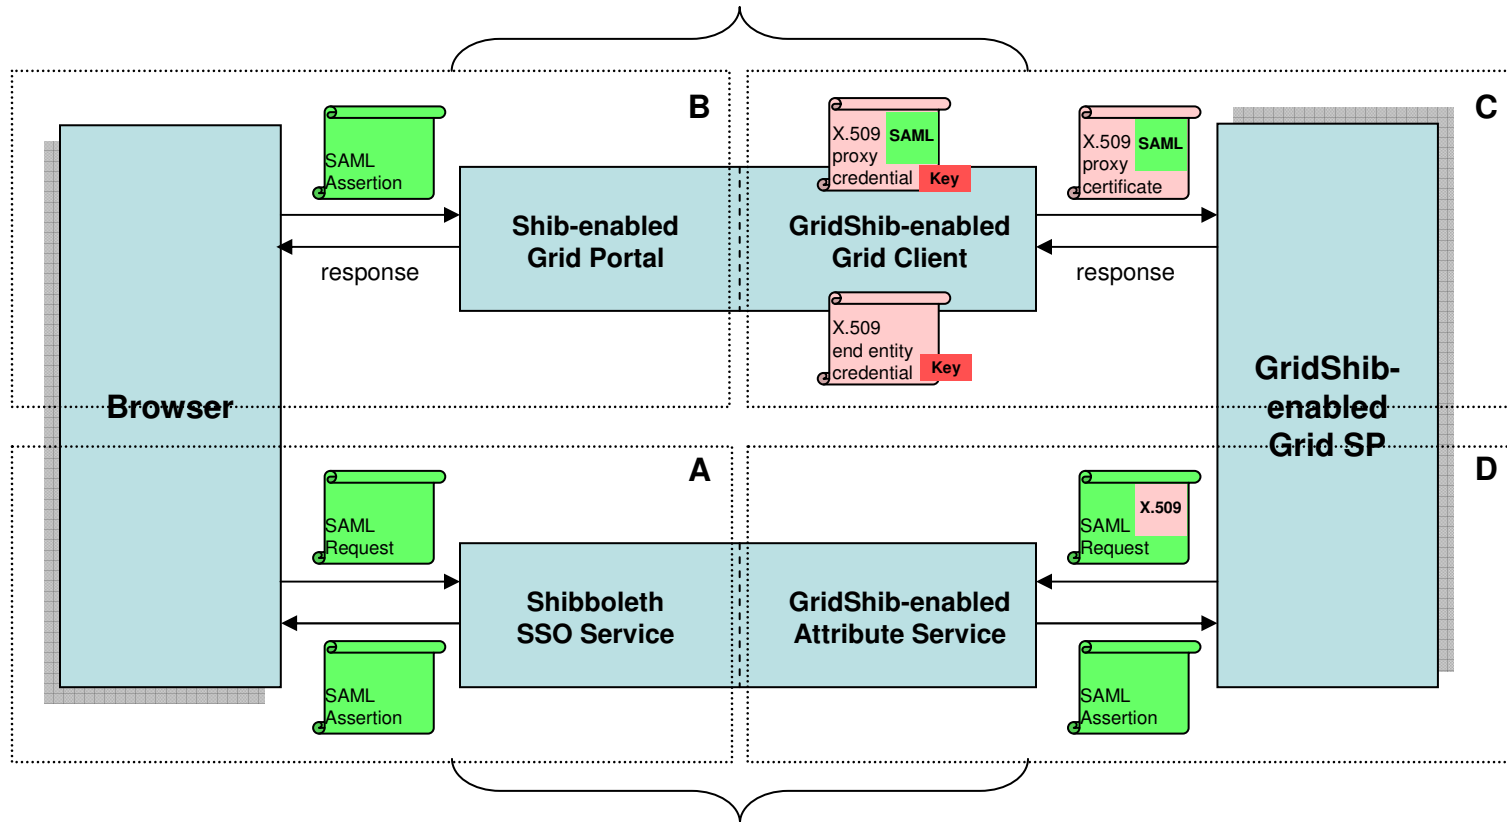 B
SAML
Assertion
Browser
response
Shib-enabled
Grid Portal
C
X.509
proxy
credential
SAML
Key
GridShib-enabled
Grid Client
X.509
end entity
credential
Key
X.509
proxy
certificate
SAML
response
GridShib-
enabled
Grid SP
A
SAML
Request
Shibboleth
SSO Service
SAML
Assertion
D
SAML
Request
X.509
GridShib-enabled
Attribute Service
SAML
Assertion